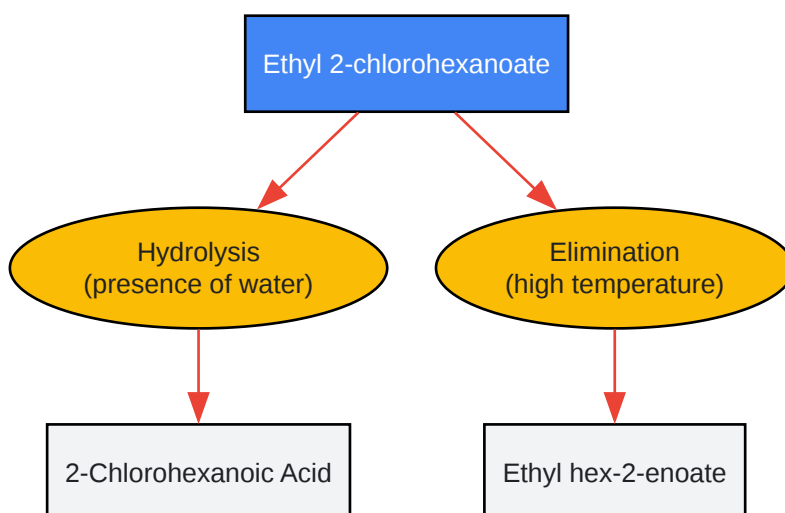 Ethyl 2-chlorohexanoate
Hydrolysis
(presence of water)
Elimination
(high temperature)
2-Chlorohexanoic Acid
Ethyl hex-2-enoate